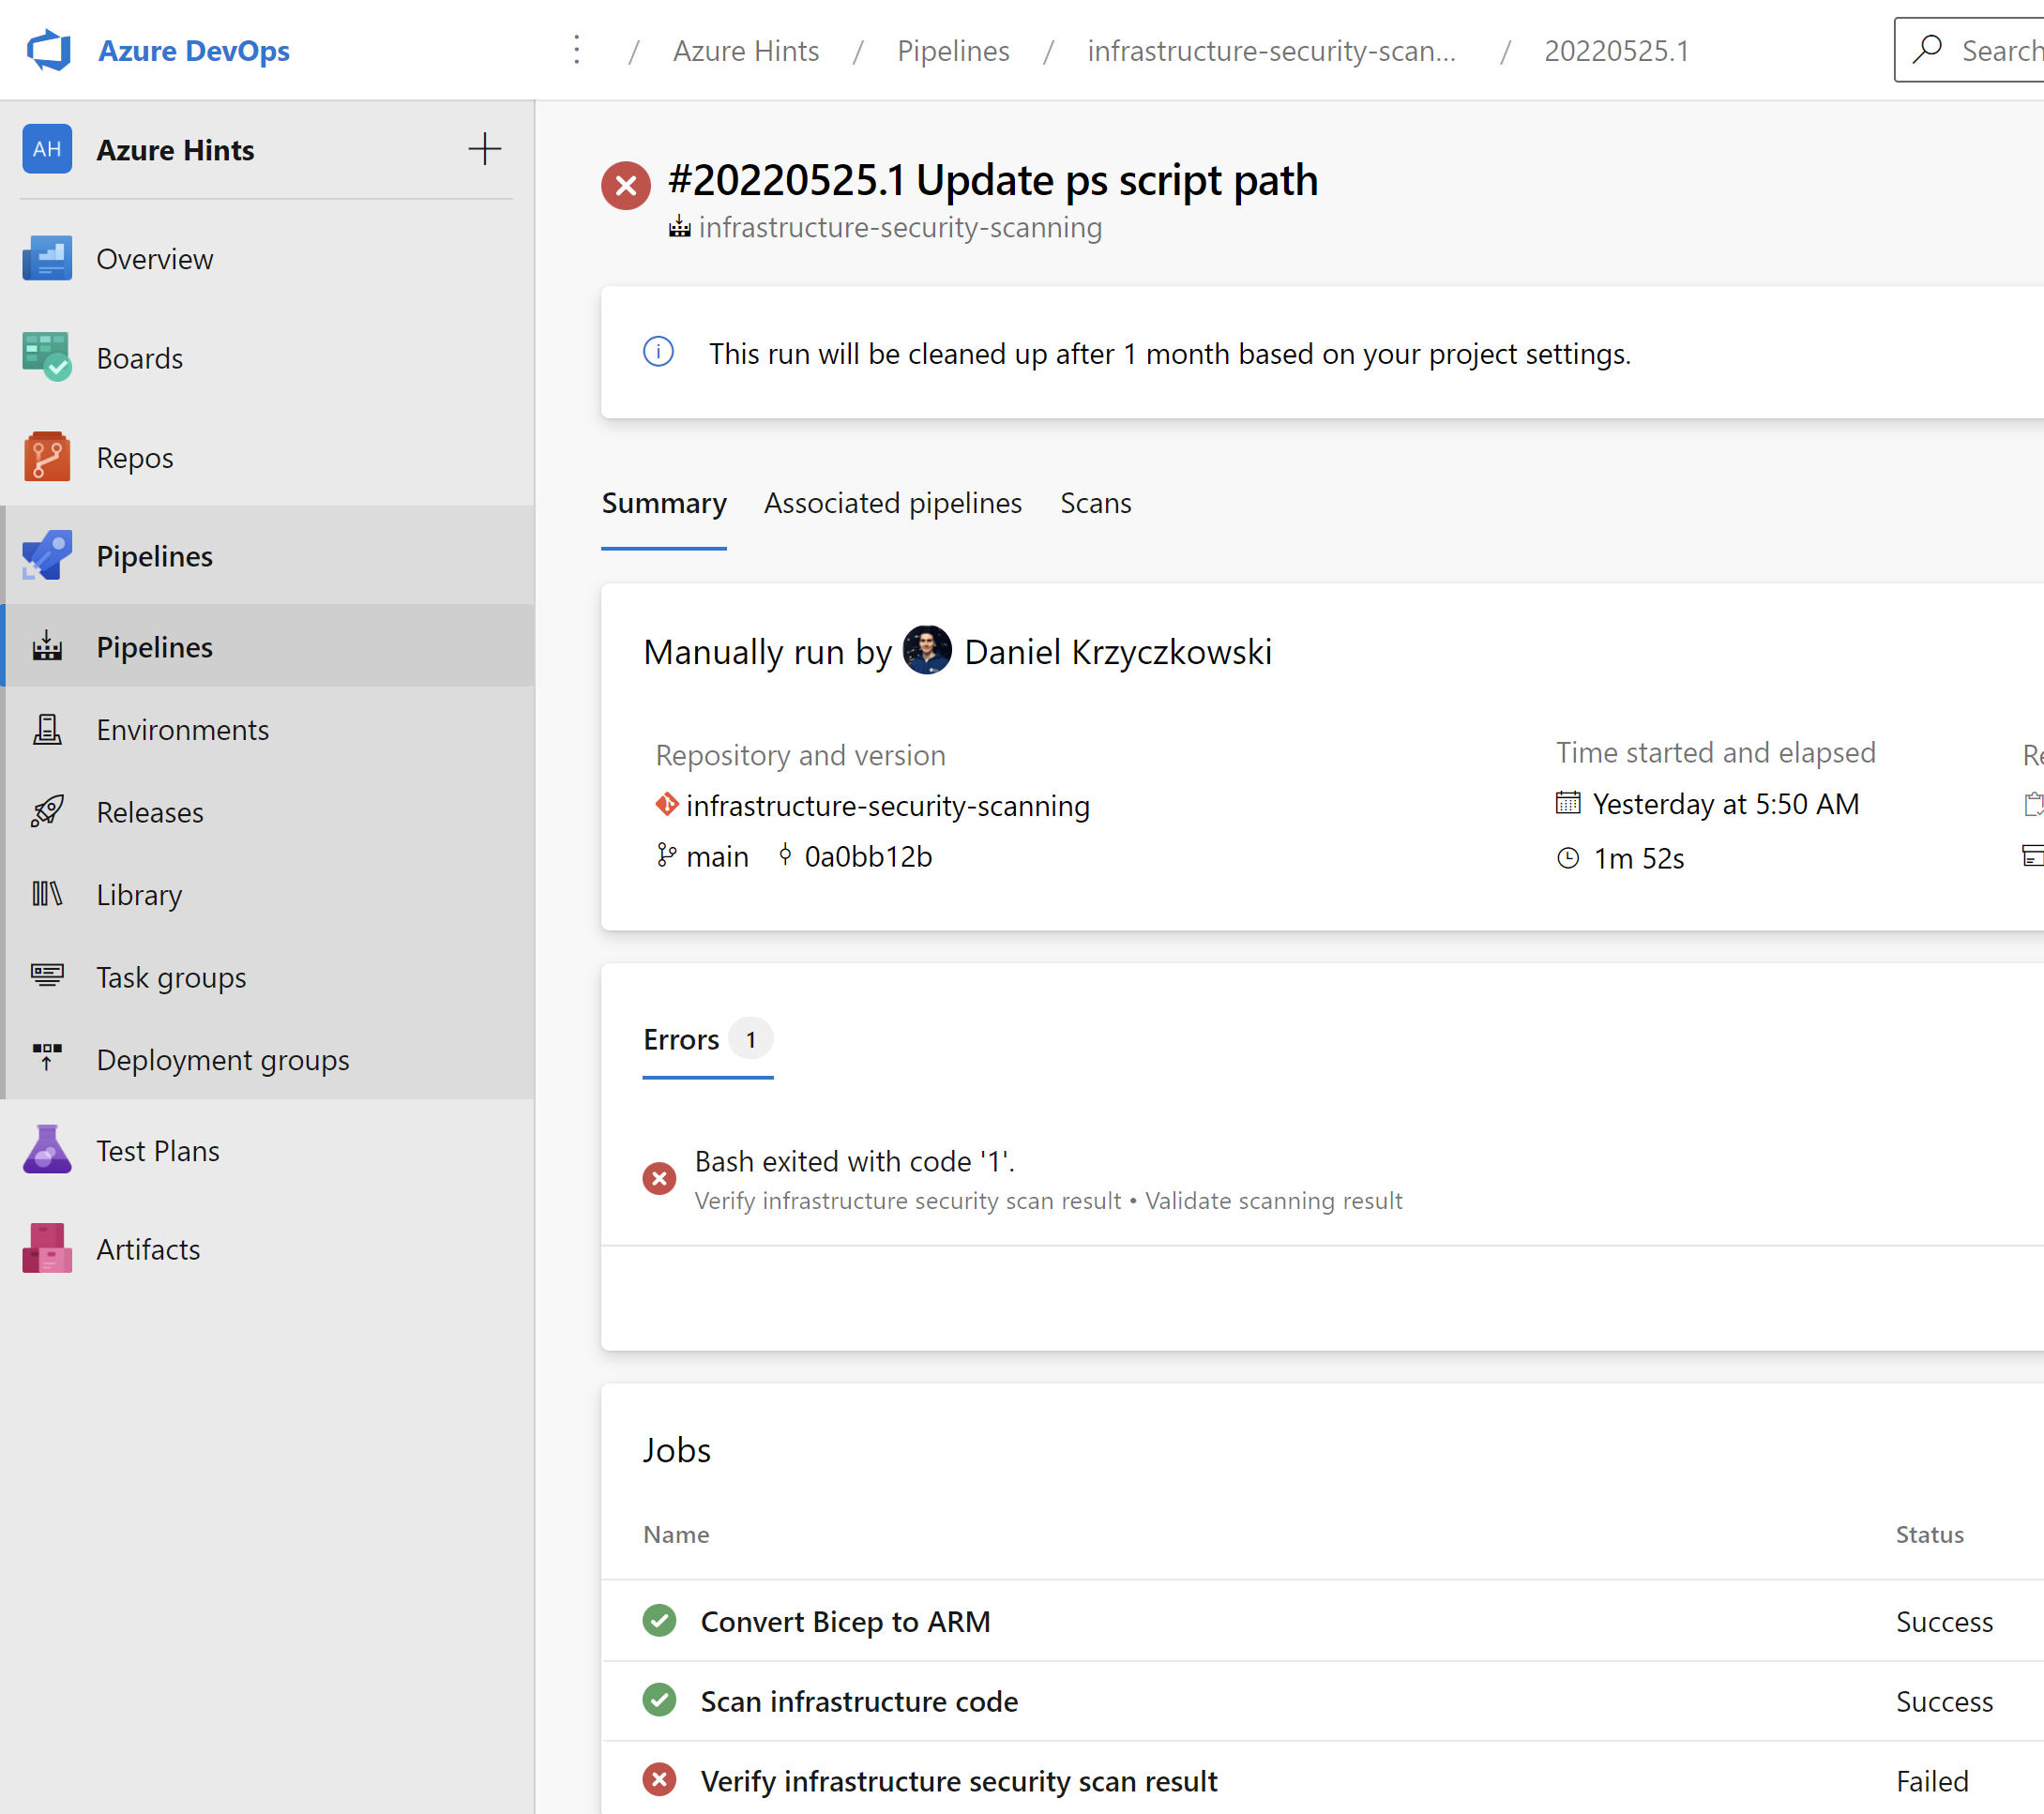 Azure DevOps
/ Azure Hints / Pipelines / infrastructure-security-scan... / 20220525.1
Search
AH Azure Hints
Overview
Boards
Repos
Pipelines
Pipelines
Environments
Releases
Library
Task groups
Deployment groups
Test Plans
Artifacts
#20220525.1 Update ps script path
infrastructure-security-scanning
This run will be cleaned up after 1 month based on your project settings.
Summary Associated pipelines Scans
Manually run by Daniel Krzyczkowski
Repository and version
infrastructure-security-scanning
main 0a0bb12b
Time started and elapsed
Yesterday at 5:50 AM
1m 52s
Errors 1
Bash exited with code '1'.
Verify infrastructure security scan result • Validate scanning result
Jobs
Name Status
Convert Bicep to ARM Success
Scan infrastructure code Success
Verify infrastructure security scan result Failed